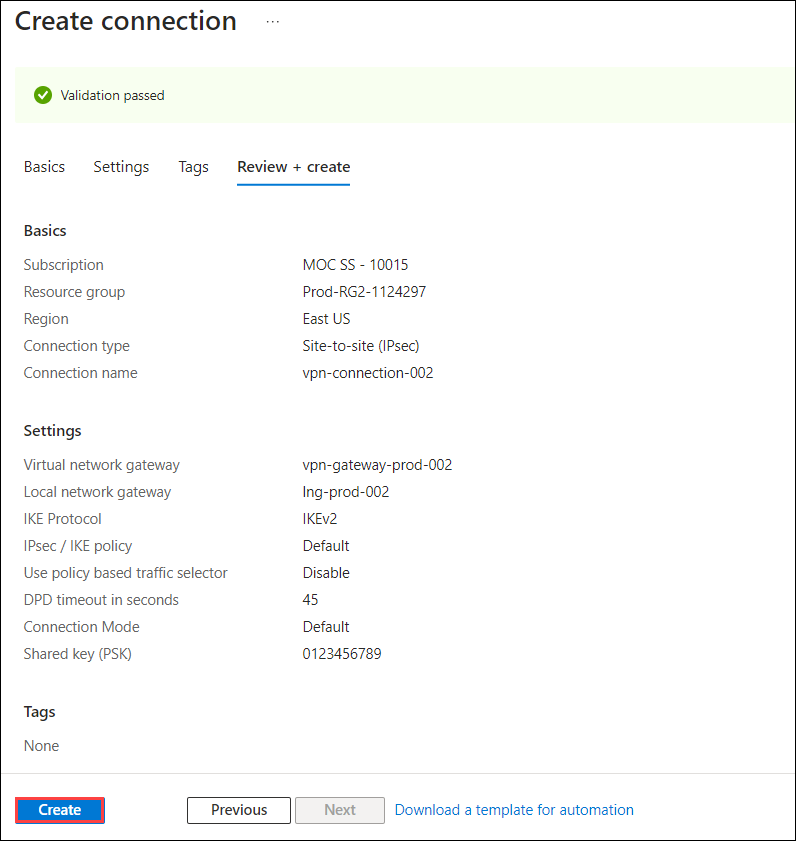 Create connection ...
Validation passed
Basics Settings Tags Review + create
Basics
Subscription MOC SS - 10015
Resource group Prod-RG2-1124297
Region East US
Connection type Site-to-site (IPsec)
Connection name vpn-connection-002
Settings
Virtual network gateway vpn-gateway-prod-002
Local network gateway lng-prod-002
IKE Protocol IKEv2
IPsec / IKE policy Default
Use policy based traffic selector Disable
DPD timeout in seconds 45
Connection Mode Default
Shared key (PSK) 0123456789
Tags
None
Create Previous Next Download a template for automation